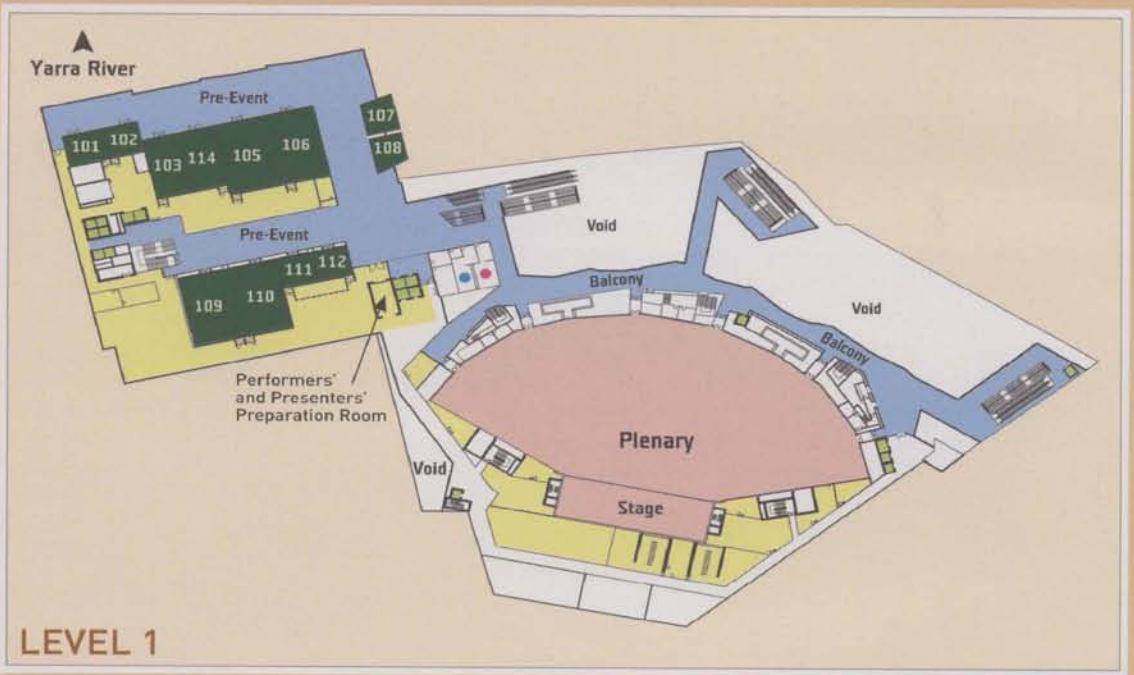 Yarra River
Pre-Event
101
102
103
114
105
106
107
108
Pre-Event
109
110
111
112
Void
Balcony
Void
Balcony
Performers'
and Presenters'
Preparation Room
Plenary
Void
Stage
LEVEL 1